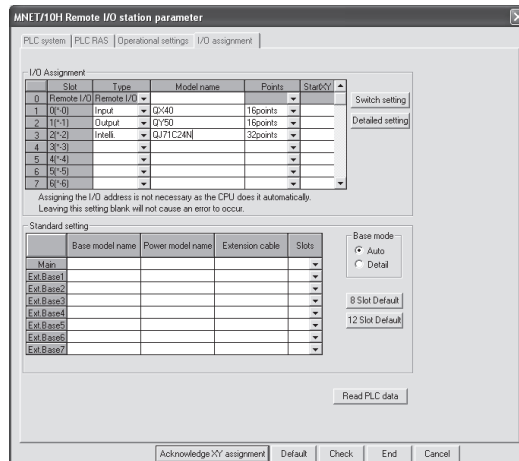 MNET/10H Remote I/O station parameter
PLC system PLC RAS Operational settings I/O assignment
I/O Assignment
Slot Type Model name Points StartXY
0 Remote I/O Remote I/O
1 0(*-0) Input QX40 16points
2 1(*-1) Output QY50 16points
3 2(*-2) Intelli. QJ71C24N 32points
4 3(*-3)
5 4(*-4)
6 5(*-5)
7 6(*-6)
Switch setting
Detailed setting
Assigning the I/O address is not necessary as the CPU does it automatically.
Leaving this setting blank will not cause an error to occur.
Standard setting
Base model name Power model name Extension cable Slots
Main
Ext.Base1
Ext.Base2
Ext.Base3
Ext.Base4
Ext.Base5
Ext.Base6
Ext.Base7
Base mode
Auto
Detail
8 Slot Default
12 Slot Default
Read PLC data
Acknowledge XY assignment Default Check End Cancel